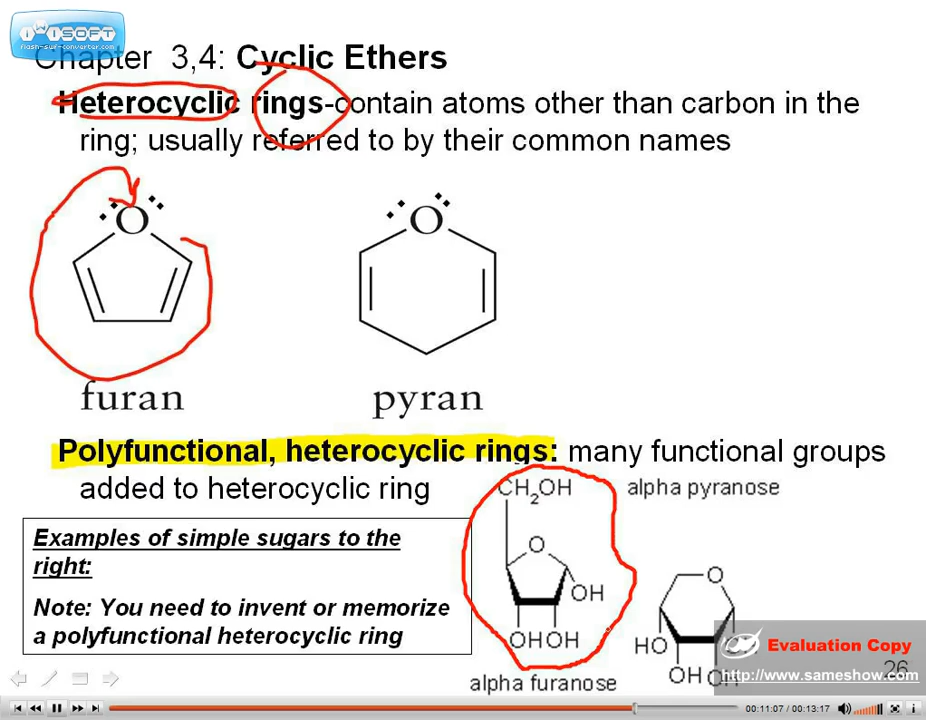 iWiSOFT
flash-swf-converter.com
Chapter 3,4: Cyclic Ethers
Heterocyclic rings-contain atoms other than carbon in the
ring; usually referred to by their common names
O
O
furan
pyran
Polyfunctional, heterocyclic rings: many functional groups
added to heterocyclic ring
CH2OH
alpha pyranose
Examples of simple sugars to the
right:
Note: You need to invent or memorize
a polyfunctional heterocyclic ring
O
OH
OH OH
alpha furanose
O
HO
OH
OH
Evaluation Copy
http://www.sameshow.com
26
00:11:07 / 00:13:17